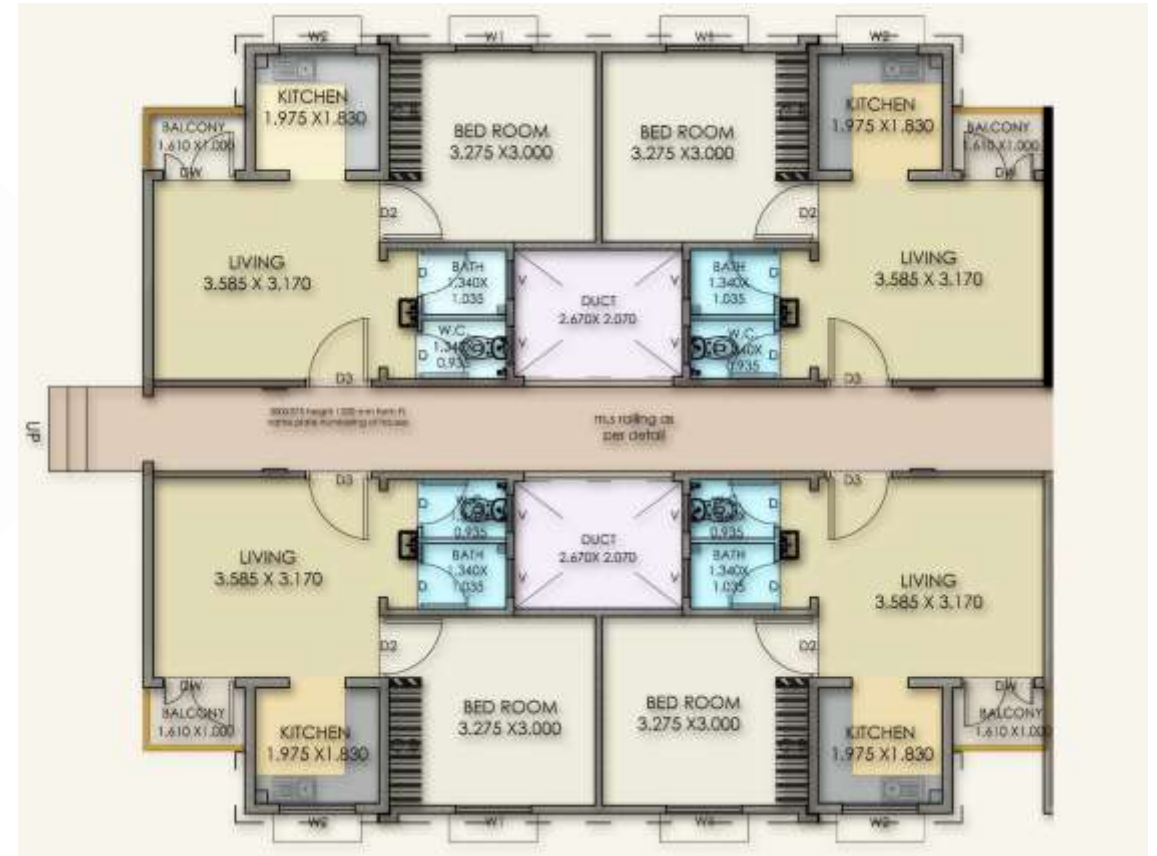 W2
W1
W1
W2
KITCHEN
1.975 X1.830
BED ROOM
3.275 X3.000
BED ROOM
3.275 X3.000
KITCHEN
1.975 X1.830
BALCONY
1.610 X1.000
DW
BALCONY
1.610 X1.000
DW
D2
D2
LIVING
3.585 X 3.170
BATH
1.340X
1.035
D
V
DUCT
2.670X 2.070
V
BATH
1.340X
1.035
D
LIVING
3.585 X 3.170
W.C.
1.340X
0.935
D
V
V
W.C.
1.340X
0.935
D
D3
D3
UP
m.s railing as
per detail
D3
D3
D
0.935
D
V
V
LIVING
3.585 X 3.170
BATH
1.340X
1.035
D
V
DUCT
2.670X 2.070
V
BATH
1.340X
1.035
D
LIVING
3.585 X 3.170
D2
D2
DW
BALCONY
1.610 X1.000
KITCHEN
1.975 X1.830
BED ROOM
3.275 X3.000
BED ROOM
3.275 X3.000
KITCHEN
1.975 X1.830
DW
BALCONY
1.610 X1.000
W2
W1
W1
W2